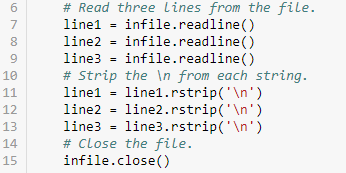 6 # Read three lines from the file.
7 line1 = infile.readline()
8 line2 = infile.readline()
9 line3 = infile.readline()
10 # Strip the \n from each string.
11 line1 = line1.rstrip('\n')
12 line2 = line2.rstrip('\n')
13 line3 = line3.rstrip('\n')
14 # Close the file.
15 infile.close()